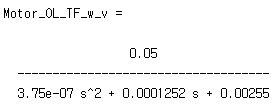 Motor_OL_TF_w_v =
0.05
------------------------------------
3.75e-07 s^2 + 0.0001252 s + 0.00255